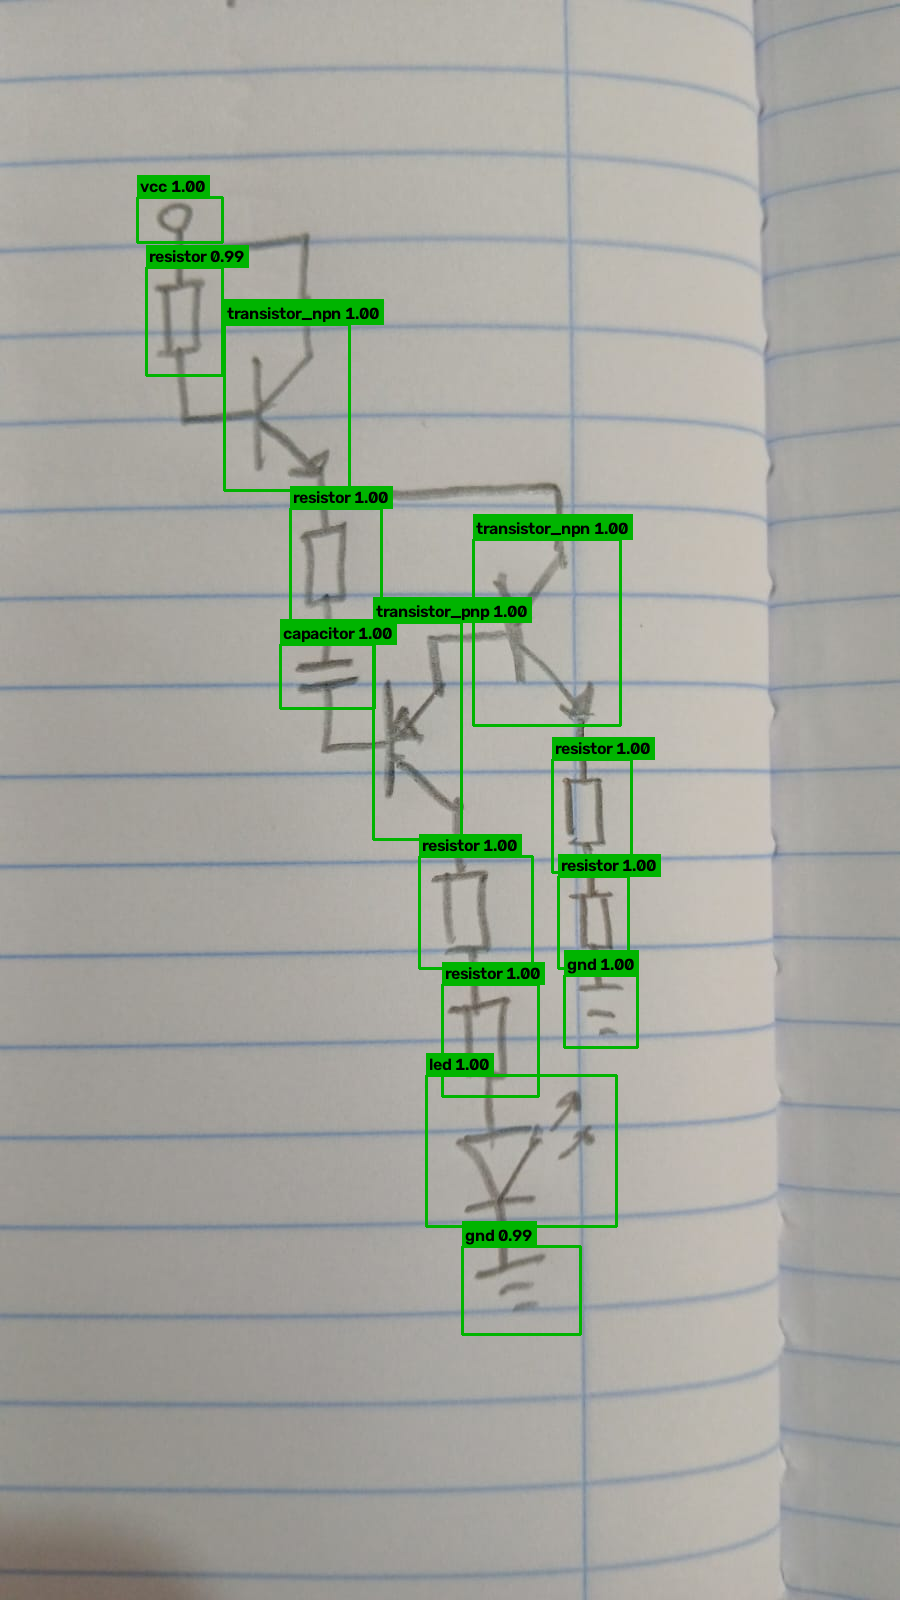 vcc 1.00
resistor 0.99
transistor_npn 1.00
resistor 1.00
transistor_npn 1.00
transistor_pnp 1.00
capacitor 1.00
resistor 1.00
resistor 1.00
resistor 1.00
gnd 1.00
resistor 1.00
led 1.00
gnd 0.99